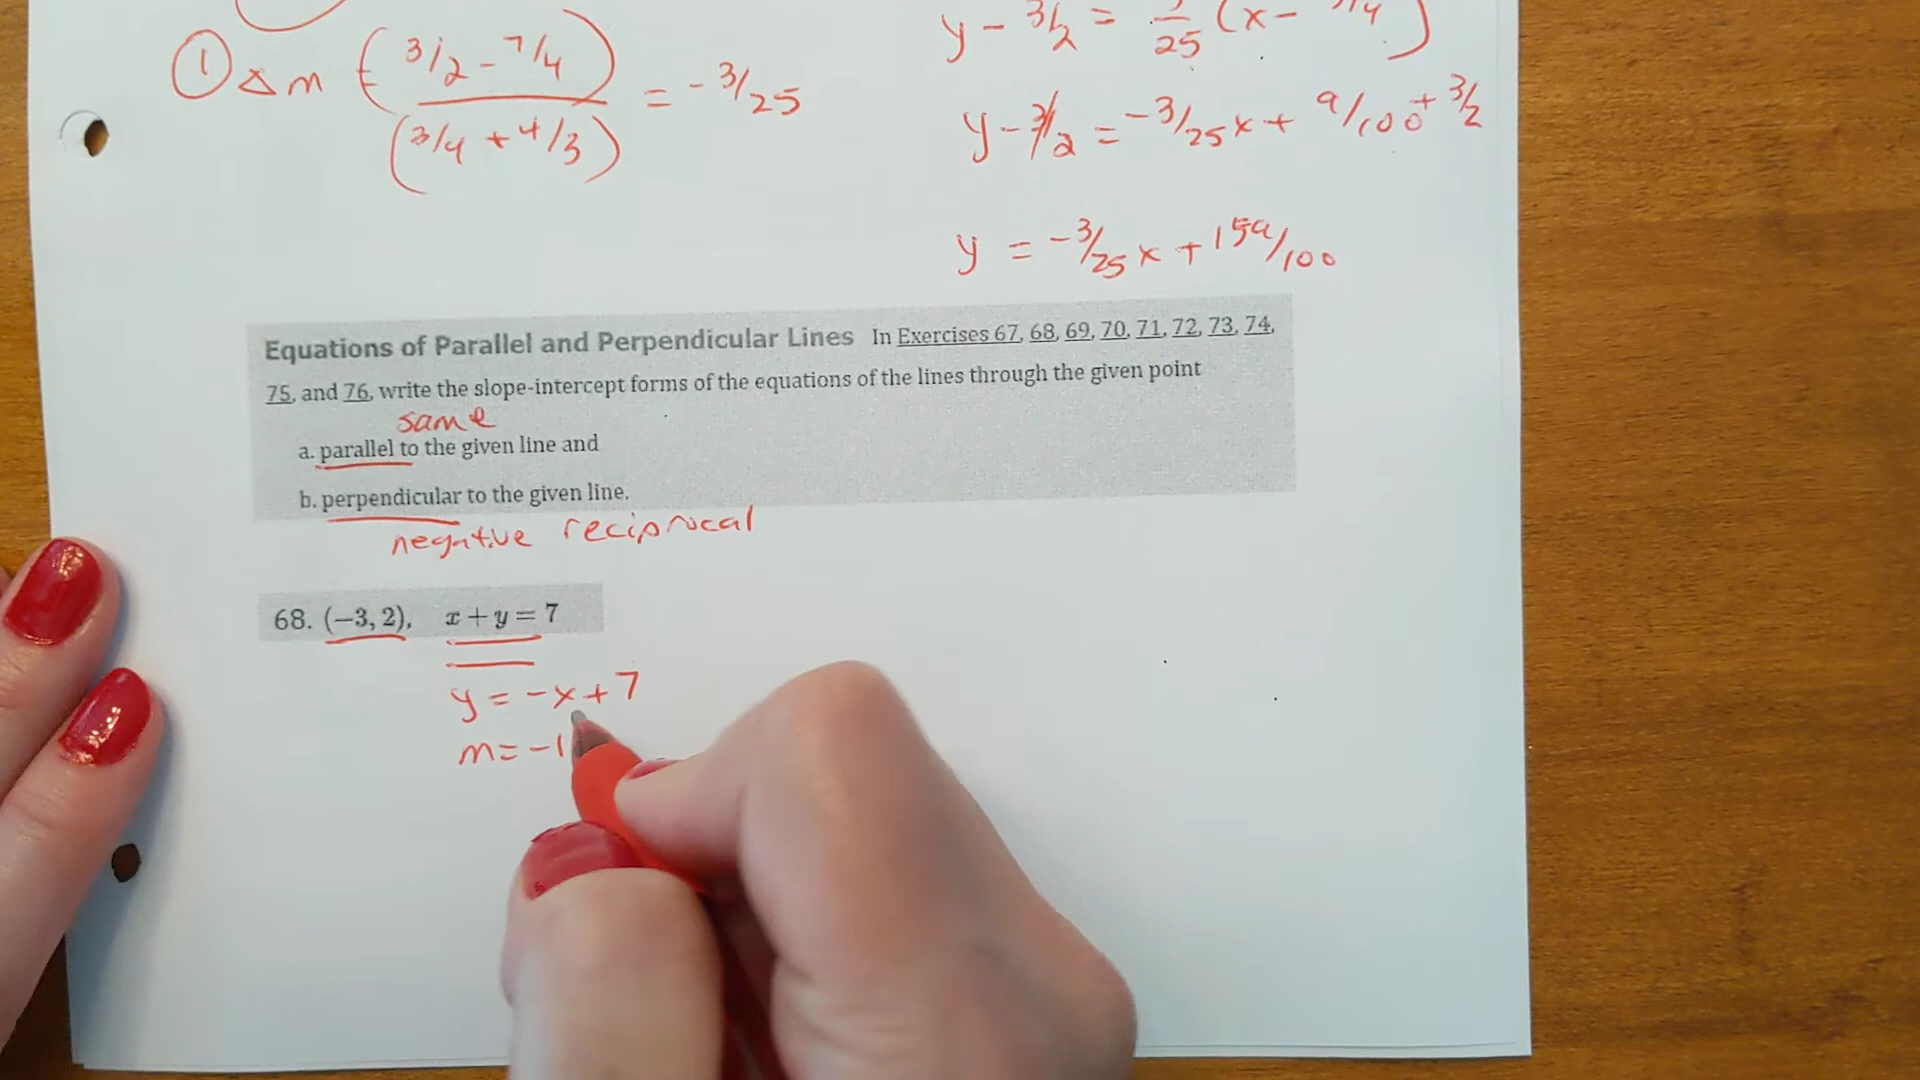 ① △m (3/2 - 7/4) / (3/4 + 4/3) = -3/25
y - 3/2 = /25 (x - 3/4)
y - 3/2 = -3/25 x + 9/100 + 3/2
y = -3/25 x + 159/100
Equations of Parallel and Perpendicular Lines In Exercises 67, 68, 69, 70, 71, 72, 73, 74,
75, and 76, write the slope-intercept forms of the equations of the lines through the given point
same
a. parallel to the given line and
b. perpendicular to the given line.
negative reciprocal
68. (−3, 2), x + y = 7
y = -x + 7
m = -1